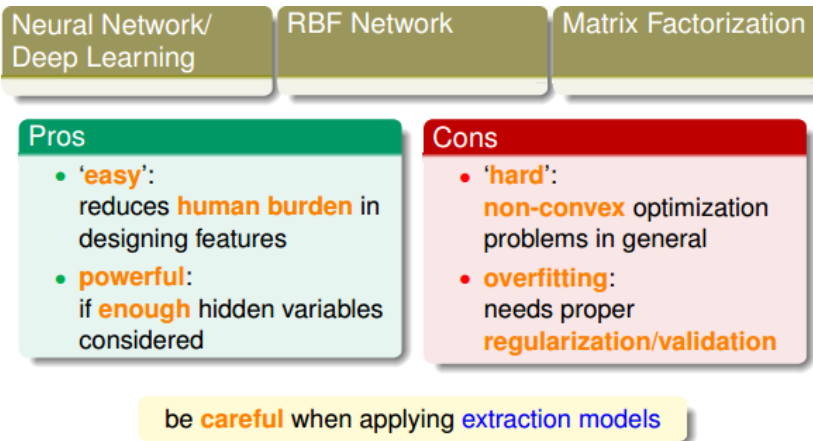 Neural Network/
Deep Learning
RBF Network
Matrix Factorization
Pros
• ‘easy’:
reduces human burden in
designing features
• powerful:
if enough hidden variables
considered
Cons
• ‘hard’:
non-convex optimization
problems in general
• overfitting:
needs proper
regularization/validation
be careful when applying extraction models